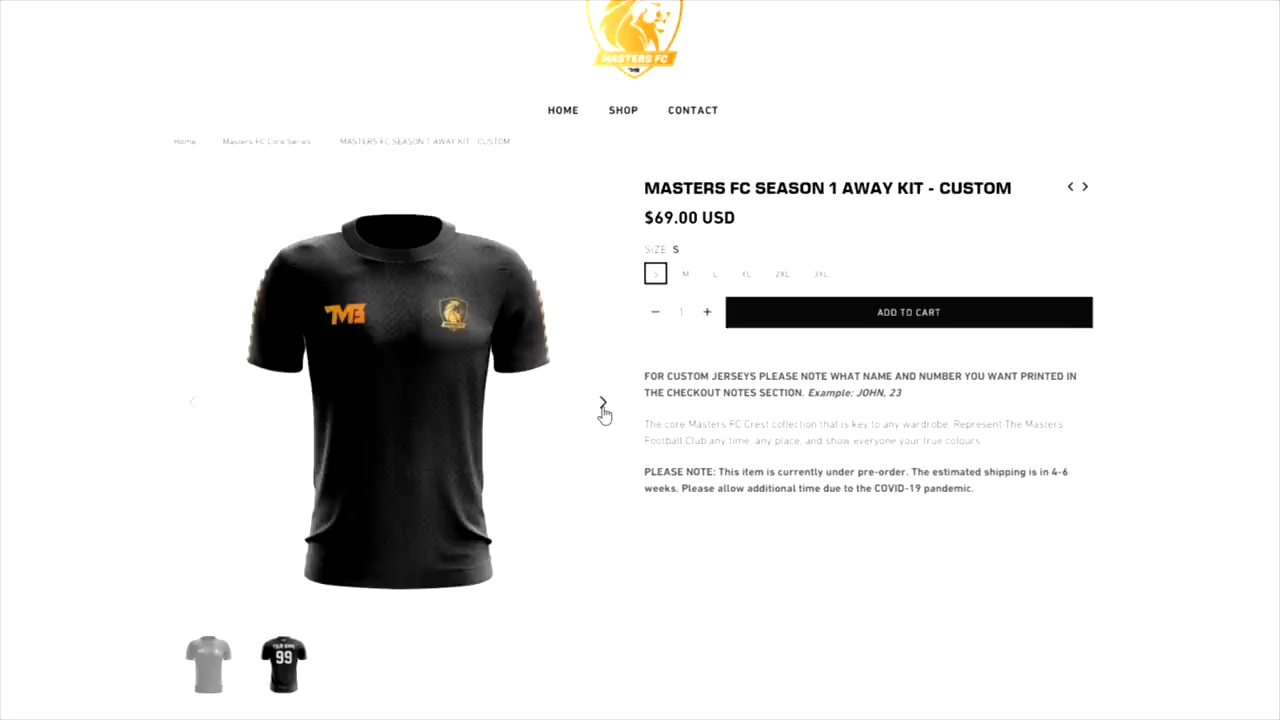 MASTERS FC
TMB
HOME SHOP CONTACT
Home Masters FC Core Series MASTERS FC SEASON 1 AWAY KIT - CUSTOM
MASTERS FC SEASON 1 AWAY KIT - CUSTOM
$69.00 USD
SIZE: S
S M L XL 2XL 3XL
1
ADD TO CART
FOR CUSTOM JERSEYS PLEASE NOTE WHAT NAME AND NUMBER YOU WANT PRINTED IN
THE CHECKOUT NOTES SECTION. Example: JOHN, 23
The core Masters FC Crest collection that is key to any wardrobe. Represent The Masters
Football Club any time, any place, and show everyone your true colours.
PLEASE NOTE: This item is currently under pre-order. The estimated shipping is in 4-6
weeks. Please allow additional time due to the COVID-19 pandemic.
TMB
YOUR NAME
99